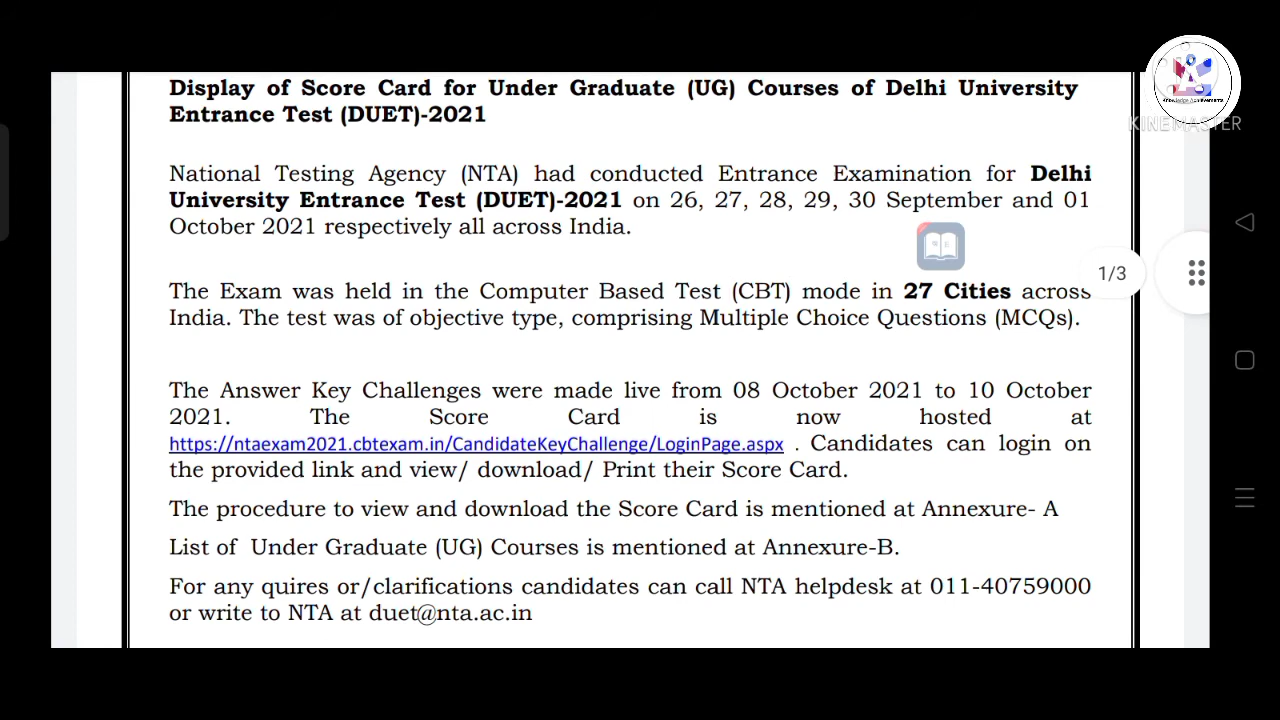 Display of Score Card for Under Graduate (UG) Courses of Delhi University
Entrance Test (DUET)-2021
National Testing Agency (NTA) had conducted Entrance Examination for Delhi
University Entrance Test (DUET)-2021 on 26, 27, 28, 29, 30 September and 01
October 2021 respectively all across India.
The Exam was held in the Computer Based Test (CBT) mode in 27 Cities across
India. The test was of objective type, comprising Multiple Choice Questions (MCQs).
The Answer Key Challenges were made live from 08 October 2021 to 10 October
2021. The Score Card is now hosted at
https://ntaexam2021.cbtexam.in/CandidateKeyChallenge/LoginPage.aspx . Candidates can login on
the provided link and view/ download/ Print their Score Card.
The procedure to view and download the Score Card is mentioned at Annexure- A
List of Under Graduate (UG) Courses is mentioned at Annexure-B.
For any quires or/clarifications candidates can call NTA helpdesk at 011-40759000
or write to NTA at duet@nta.ac.in
1/3
Knowledge Achievements
KINEMASTER